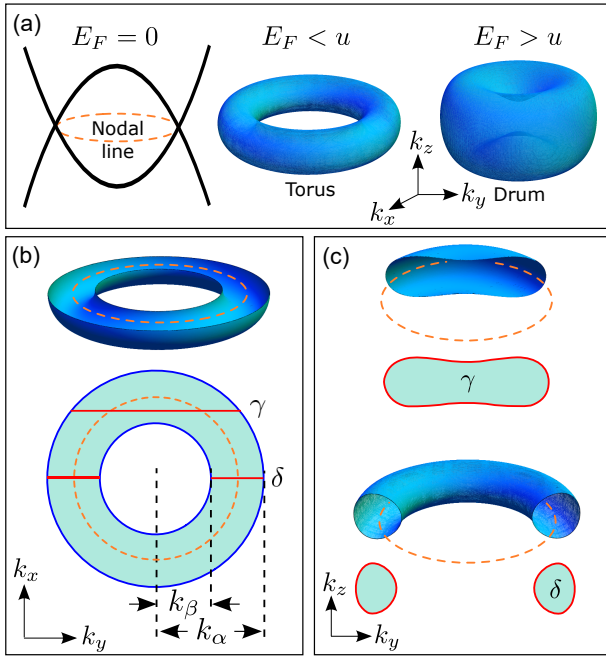 (a)
$E_F = 0$
$E_F < u$
$E_F > u$
Nodal
line
Torus
$k_z$
$k_y$
$k_x$
Drum
(b)
γ
δ
$k_β$
$k_α$
$k_x$
$k_y$
(c)
γ
δ
$k_z$
$k_y$